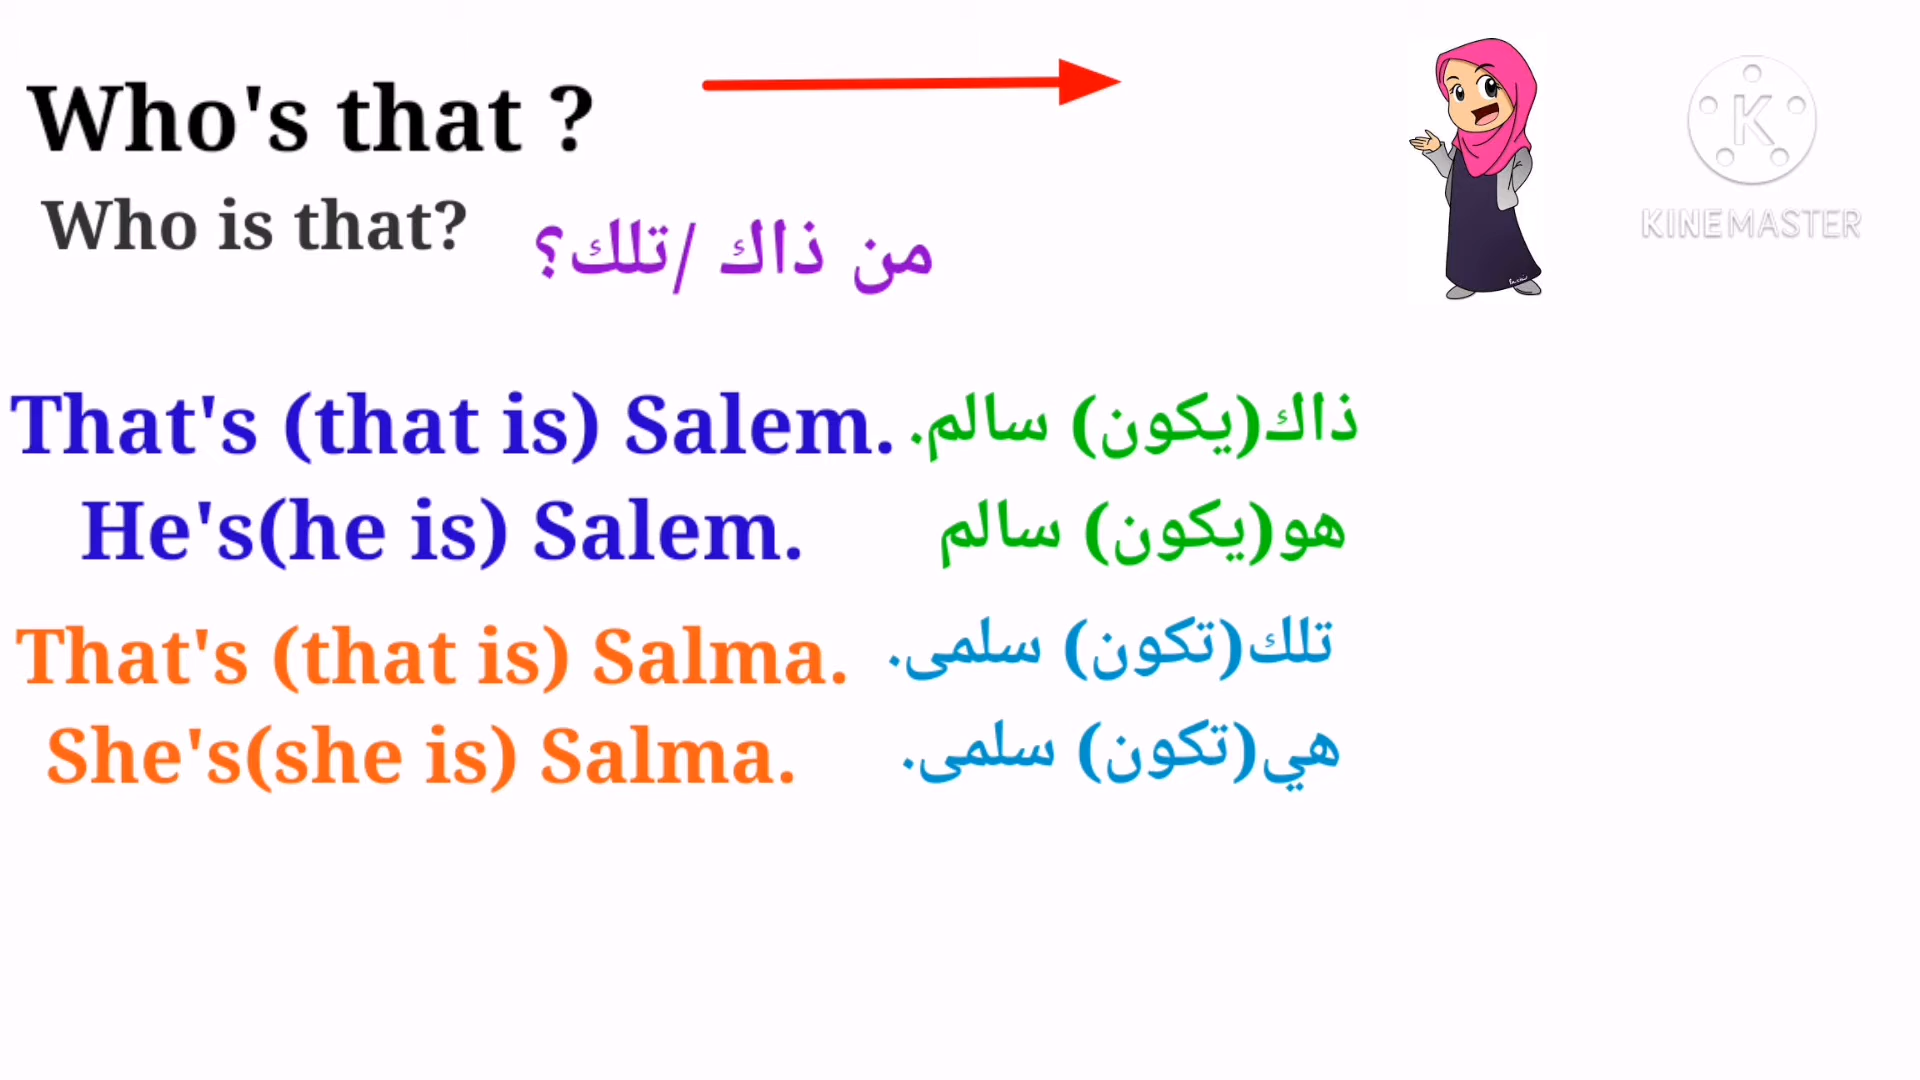 Who's that ?
Who is that?
من ذاك /تلك؟
That's (that is) Salem.
ذاك(يكون) سالم.
He's(he is) Salem.
هو(يكون) سالم
That's (that is) Salma.
تلك(تكون) سلمى.
She's(she is) Salma.
هي(تكون) سلمى.
K
KINEMASTER